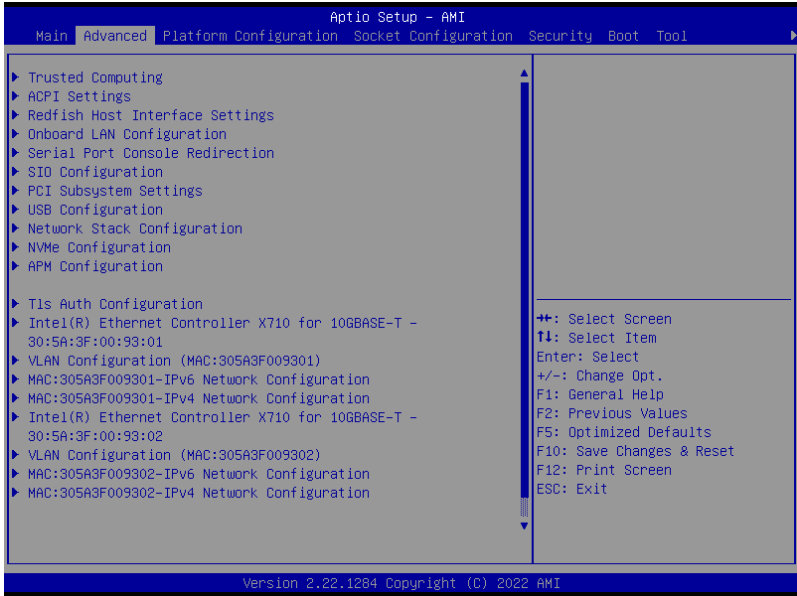 Aptio Setup – AMI
Main Advanced Platform Configuration Socket Configuration Security Boot Tool
Trusted Computing
ACPI Settings
Redfish Host Interface Settings
Onboard LAN Configuration
Serial Port Console Redirection
SIO Configuration
PCI Subsystem Settings
USB Configuration
Network Stack Configuration
NVMe Configuration
APM Configuration
Tls Auth Configuration
Intel(R) Ethernet Controller X710 for 10GBASE-T –
30:5A:3F:00:93:01
VLAN Configuration (MAC:305A3F009301)
MAC:305A3F009301-IPv6 Network Configuration
MAC:305A3F009301-IPv4 Network Configuration
Intel(R) Ethernet Controller X710 for 10GBASE-T –
30:5A:3F:00:93:02
VLAN Configuration (MAC:305A3F009302)
MAC:305A3F009302-IPv6 Network Configuration
MAC:305A3F009302-IPv4 Network Configuration
→←: Select Screen
↑↓: Select Item
Enter: Select
+/-: Change Opt.
F1: General Help
F2: Previous Values
F5: Optimized Defaults
F10: Save Changes & Reset
F12: Print Screen
ESC: Exit
Version 2.22.1284 Copyright (C) 2022 AMI